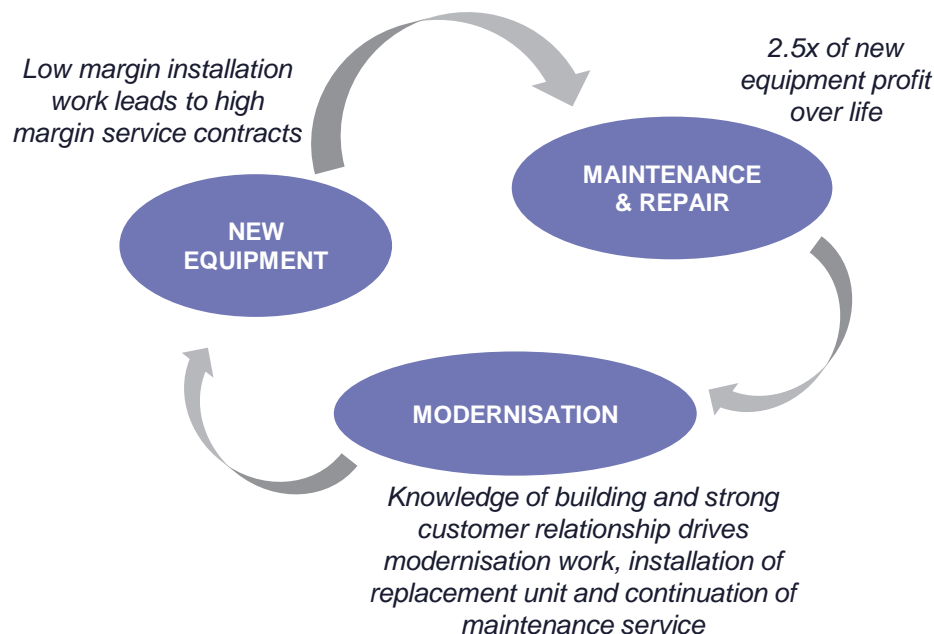 Low margin installation
work leads to high
margin service contracts
2.5x of new
equipment profit
over life
MAINTENANCE
& REPAIR
NEW
EQUIPMENT
MODERNISATION
Knowledge of building and strong
customer relationship drives
modernisation work, installation of
replacement unit and continuation of
maintenance service